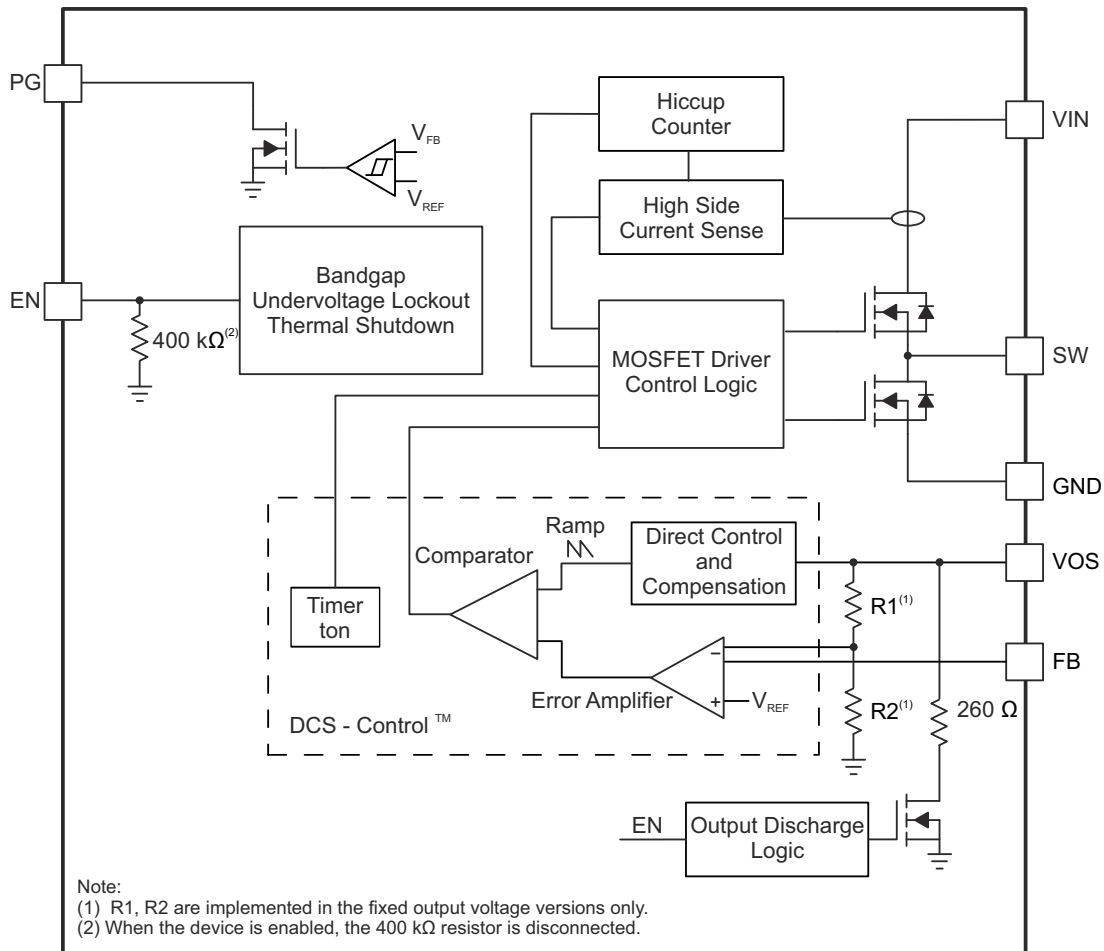 PG
Hiccup
Counter
VIN
V_FB
V_REF
High Side
Current Sense
EN
Bandgap
Undervoltage Lockout
Thermal Shutdown
400 kΩ(2)
MOSFET Driver
Control Logic
SW
GND
Ramp
Direct Control
and
Compensation
Comparator
VOS
Timer
ton
R1(1)
FB
−
+
V_REF
Error Amplifier
R2(1)
260 Ω
DCS - Control ™
EN
Output Discharge
Logic
Note:
(1) R1, R2 are implemented in the fixed output voltage versions only.
(2) When the device is enabled, the 400 kΩ resistor is disconnected.